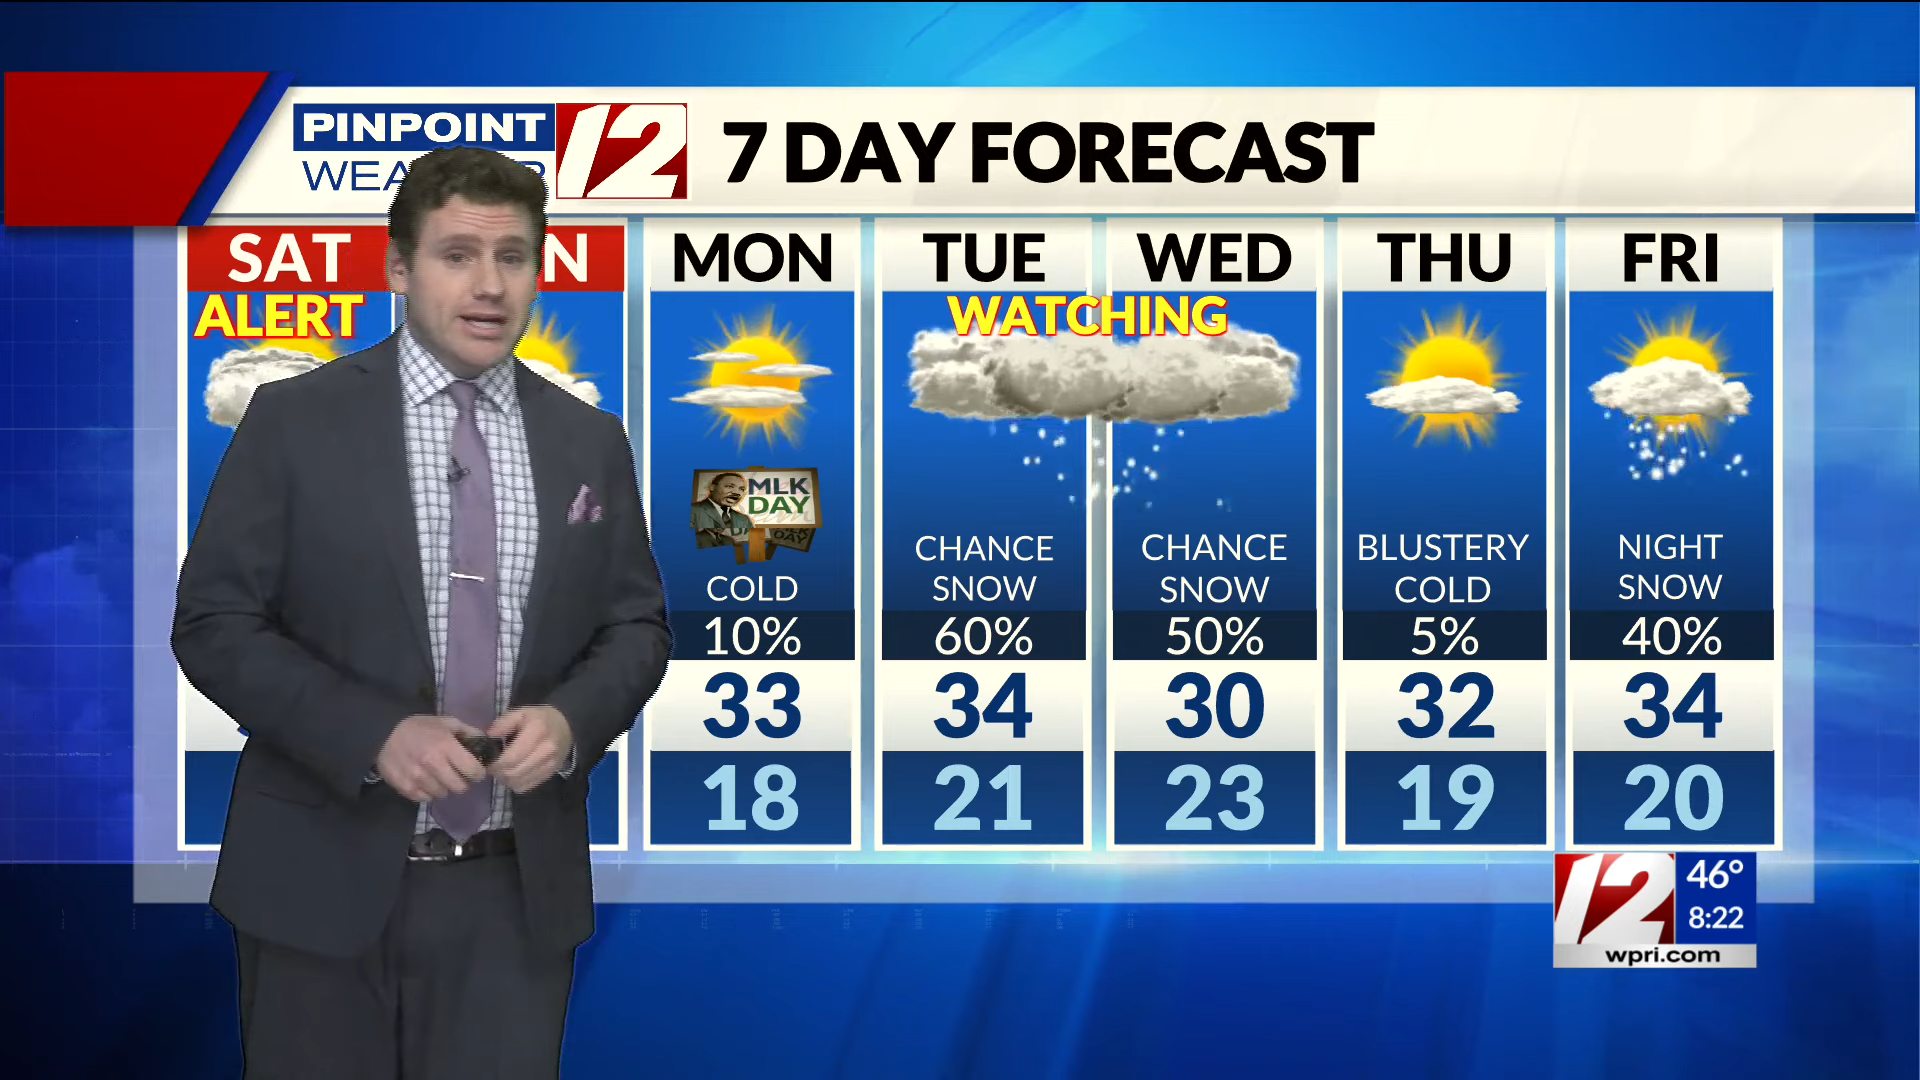 PINPOINT
12
7 DAY FORECAST
SAT
MON
TUE
WED
THU
FRI
ALERT
WATCHING
MLK
DAY
COLD
10%
33
18
CHANCE
SNOW
60%
34
21
CHANCE
SNOW
50%
30
23
BLUSTERY
COLD
5%
32
19
NIGHT
SNOW
40%
34
20
12
46°
8:22
wpri.com